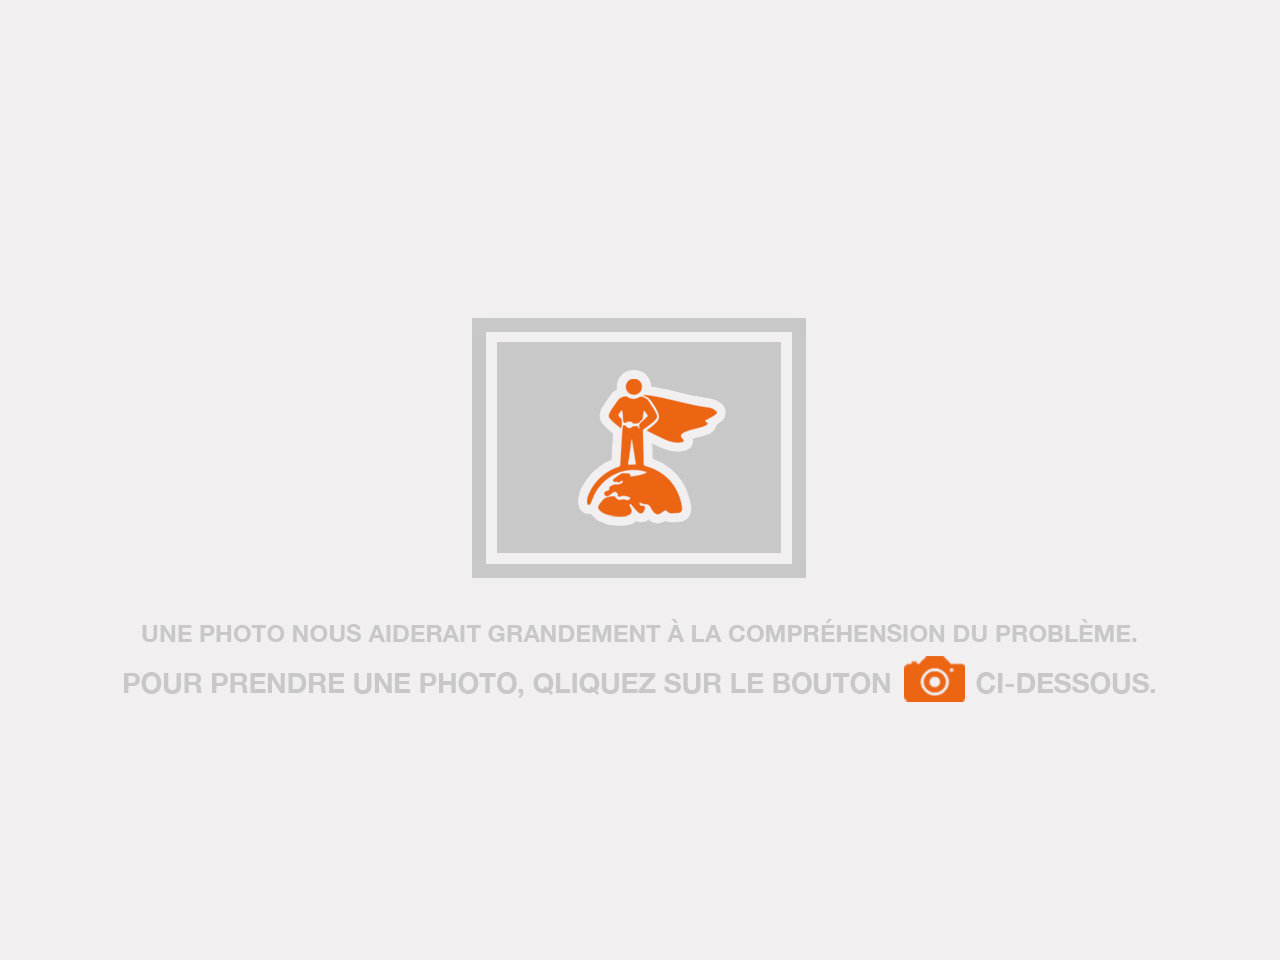 UNE PHOTO NOUS AIDERAIT GRANDEMENT À LA COMPRÉHENSION DU PROBLÈME.
POUR PRENDRE UNE PHOTO, QLIQUEZ SUR LE BOUTON CI-DESSOUS.